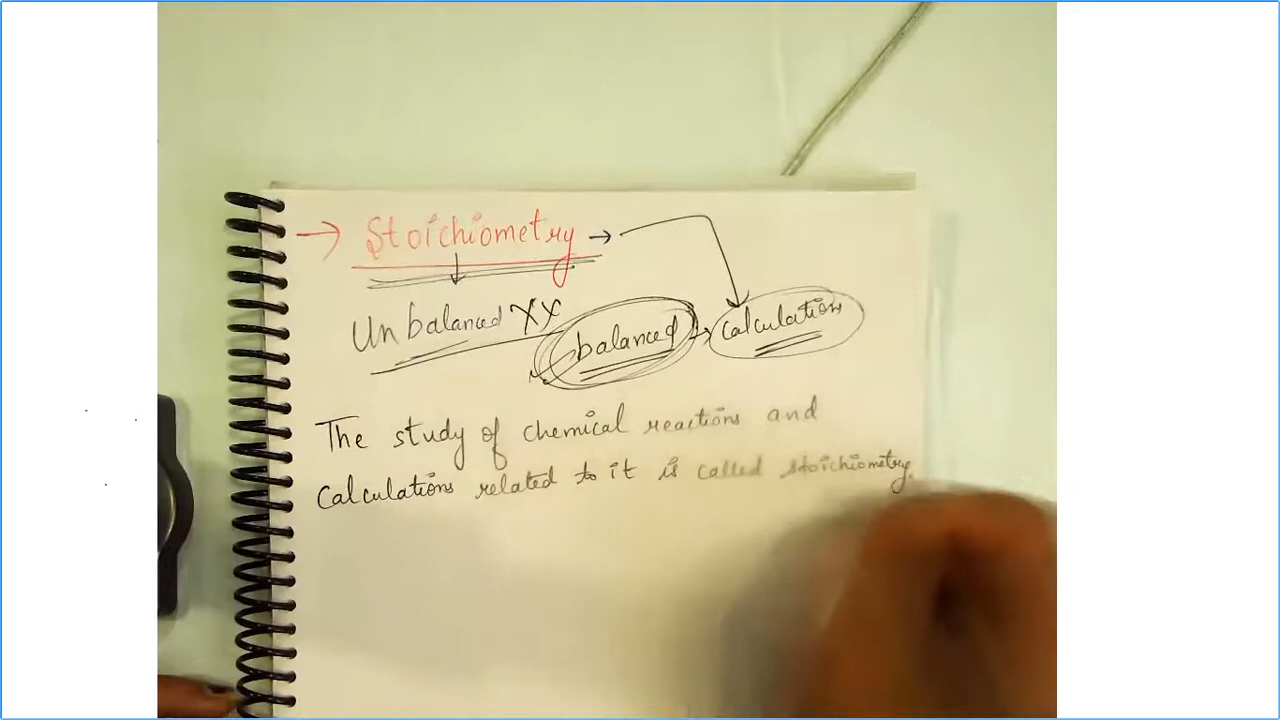 → Stoichiometry →
Unbalanced XX balanced → Calculations
The study of chemical reactions and
Calculations related to it is called stoichiometry.